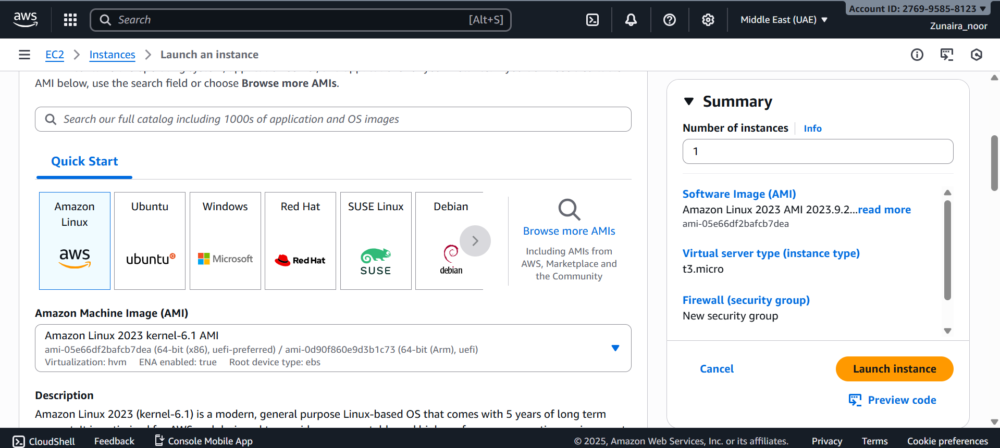 aws
Search
[Alt+S]
Middle East (UAE)
Account ID: 2769-9585-8123
Zunaira_noor
EC2
Instances
Launch an instance
AMI below, use the search field or choose Browse more AMIs.
Search our full catalog including 1000s of application and OS images
Quick Start
Amazon
Linux
aws
Ubuntu
ubuntu
Windows
Microsoft
Red Hat
Red Hat
SUSE Linux
SUSE
Debian
debian
Browse more AMIs
Including AMIs from
AWS, Marketplace and
the Community
Amazon Machine Image (AMI)
Amazon Linux 2023 kernel-6.1 AMI
ami-05e66df2bafcb7dea (64-bit (x86), uefi-preferred) / ami-0d90f860e9d3b1c73 (64-bit (Arm), uefi)
Virtualization: hvm ENA enabled: true Root device type: ebs
Description
Amazon Linux 2023 (kernel-6.1) is a modern, general purpose Linux-based OS that comes with 5 years of long term
Summary
Number of instances
Info
1
Software Image (AMI)
Amazon Linux 2023 AMI 2023.9.2...read more
ami-05e66df2bafcb7dea
Virtual server type (instance type)
t3.micro
Firewall (security group)
New security group
Cancel
Launch instance
Preview code
CloudShell
Feedback
Console Mobile App
© 2025, Amazon Web Services, Inc. or its affiliates.
Privacy
Terms
Cookie preferences